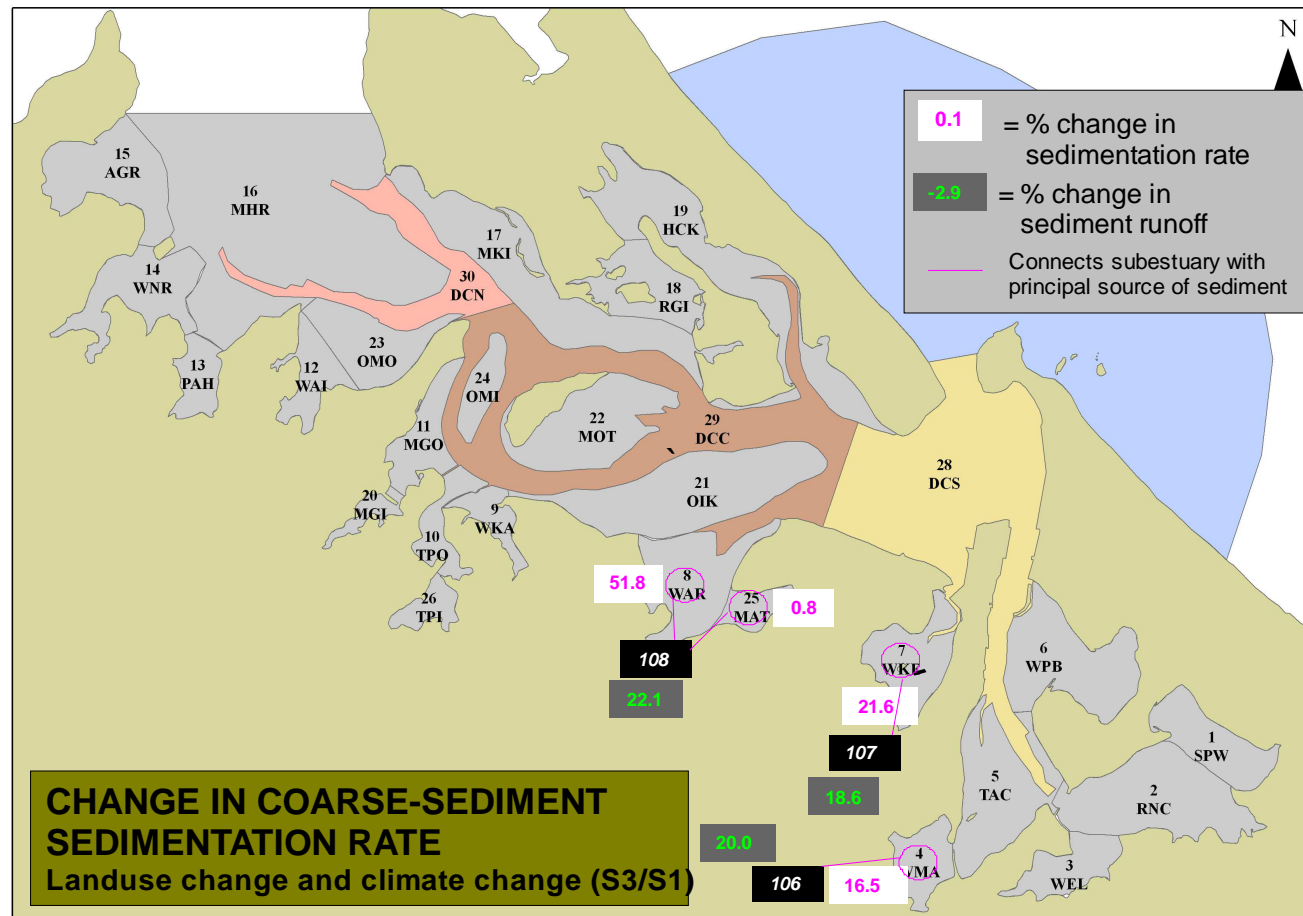 N
0.1 = % change in
sedimentation rate
-2.9 = % change in
sediment runoff
Connects subestuary with
principal source of sediment
15
AGR
16
MHR
19
HCK
17
MKI
14
WNR
30
DCN
18
RGI
23
OMO
13
PAH
12
WAI
24
OMI
11
MGO
22
MOT
29
DCC
28
DCS
21
OIK
20
MGI
9
WKA
10
TPO
26
TPI
51.8
8
WAR
25
MAT
0.8
108
22.1
7
WKE
21.6
107
18.6
6
WPB
1
SPW
5
TAC
2
RNC
3
WEL
20.0
4
WMA
106
16.5
CHANGE IN COARSE-SEDIMENT
SEDIMENTATION RATE
Landuse change and climate change (S3/S1)